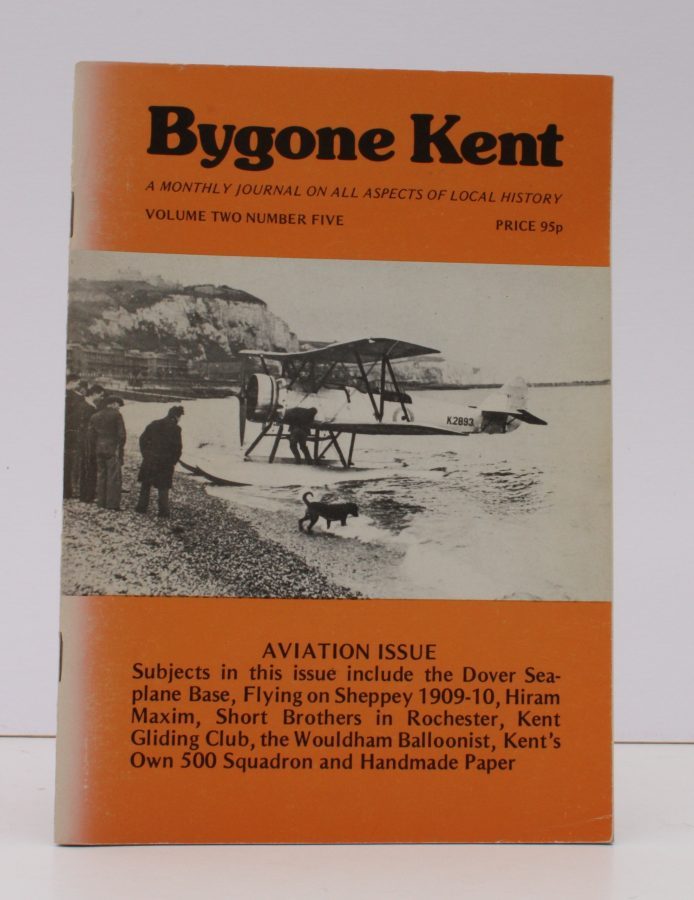 Bygone Kent
A MONTHLY JOURNAL ON ALL ASPECTS OF LOCAL HISTORY
VOLUME TWO NUMBER FIVE
PRICE 95p
K2893
AVIATION ISSUE
Subjects in this issue include the Dover Sea-
plane Base, Flying on Sheppey 1909-10, Hiram
Maxim, Short Brothers in Rochester, Kent
Gliding Club, the Wouldham Balloonist, Kent's
Own 500 Squadron and Handmade Paper